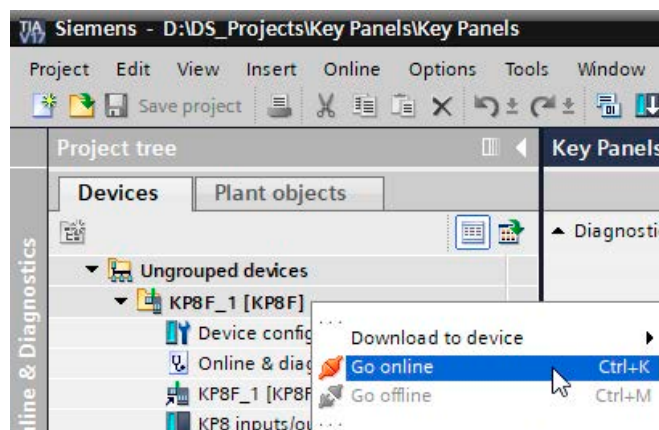 Siemens - D:\DS_Projects\Key Panels\Key Panels
Project Edit View Insert Online Options Tools Window
Save project
Project tree
Key Panels
Devices Plant objects
Diagnosti
Ungrouped devices
KP8F_1 [KP8F]
Device config
Download to device
Online & diag
Go online Ctrl+K
KP8F_1 [KP8F
Go offline Ctrl+M
KP8 inputs/ou
line & Diagnostics